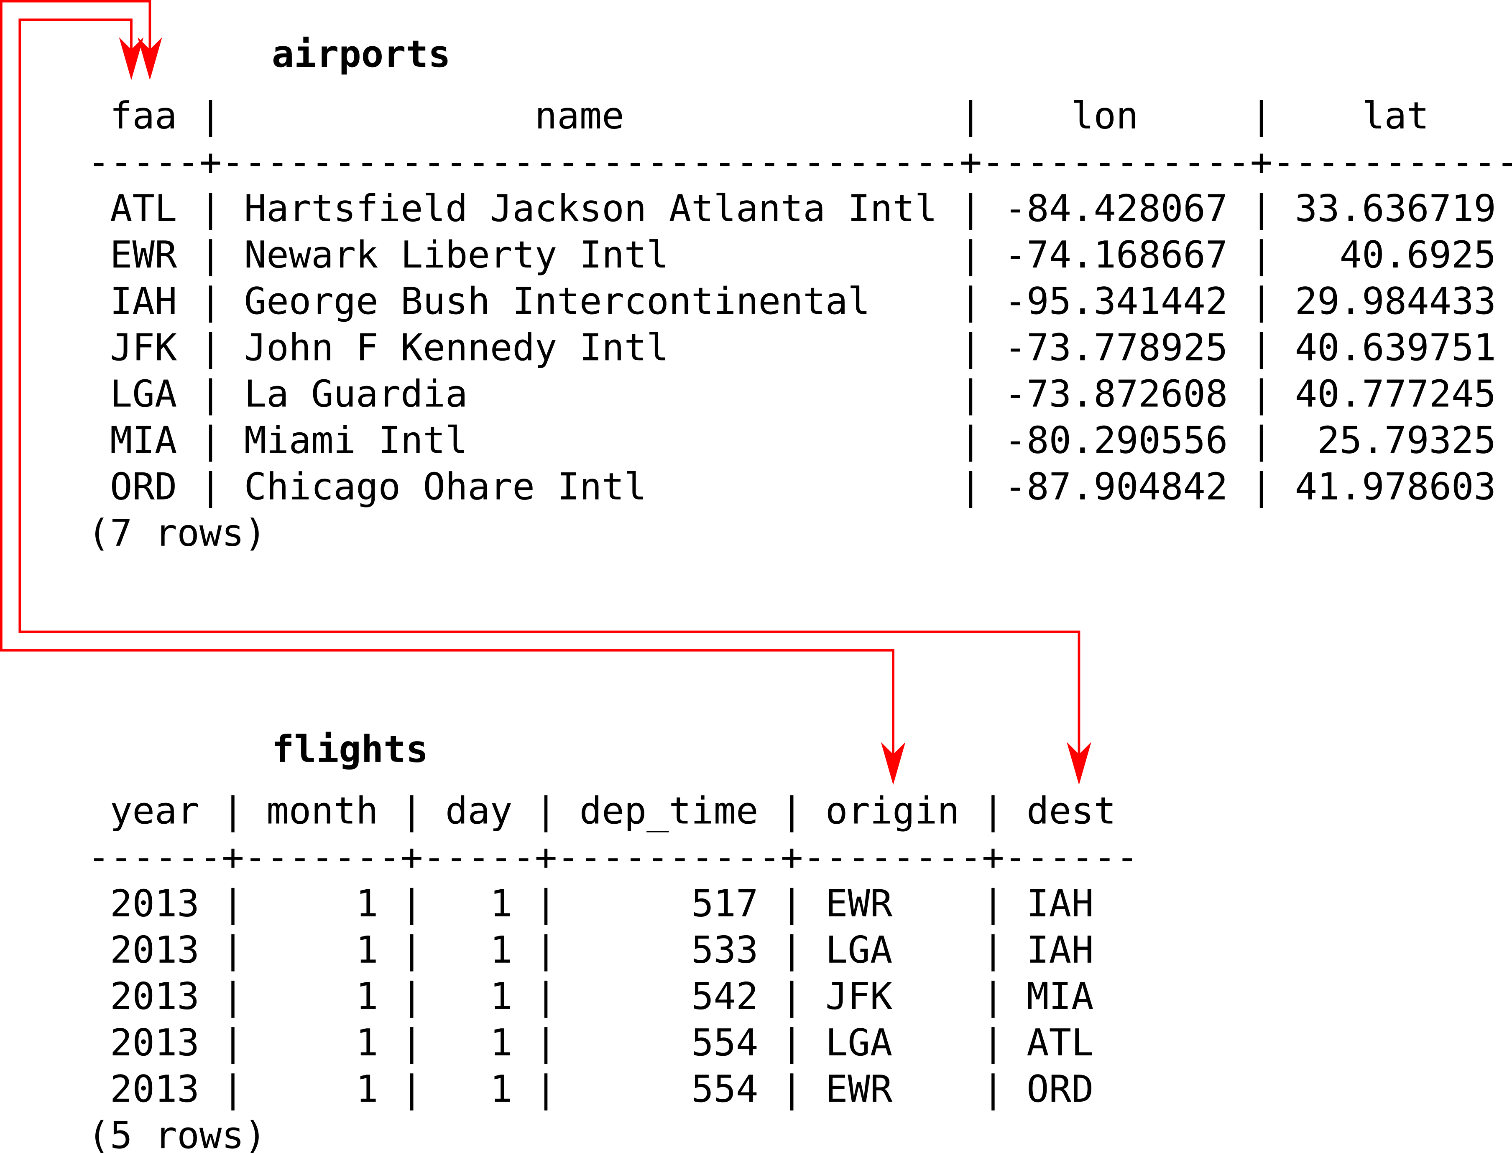 airports
faa | name | lon | lat
-----+---------------------------------+------------+-----------
ATL | Hartsfield Jackson Atlanta Intl | -84.428067 | 33.636719
EWR | Newark Liberty Intl | -74.168667 | 40.6925
IAH | George Bush Intercontinental | -95.341442 | 29.984433
JFK | John F Kennedy Intl | -73.778925 | 40.639751
LGA | La Guardia | -73.872608 | 40.777245
MIA | Miami Intl | -80.290556 | 25.79325
ORD | Chicago Ohare Intl | -87.904842 | 41.978603
(7 rows)
flights
year | month | day | dep_time | origin | dest
------+-------+-----+----------+--------+------
2013 | 1 | 1 | 517 | EWR | IAH
2013 | 1 | 1 | 533 | LGA | IAH
2013 | 1 | 1 | 542 | JFK | MIA
2013 | 1 | 1 | 554 | LGA | ATL
2013 | 1 | 1 | 554 | EWR | ORD
(5 rows)